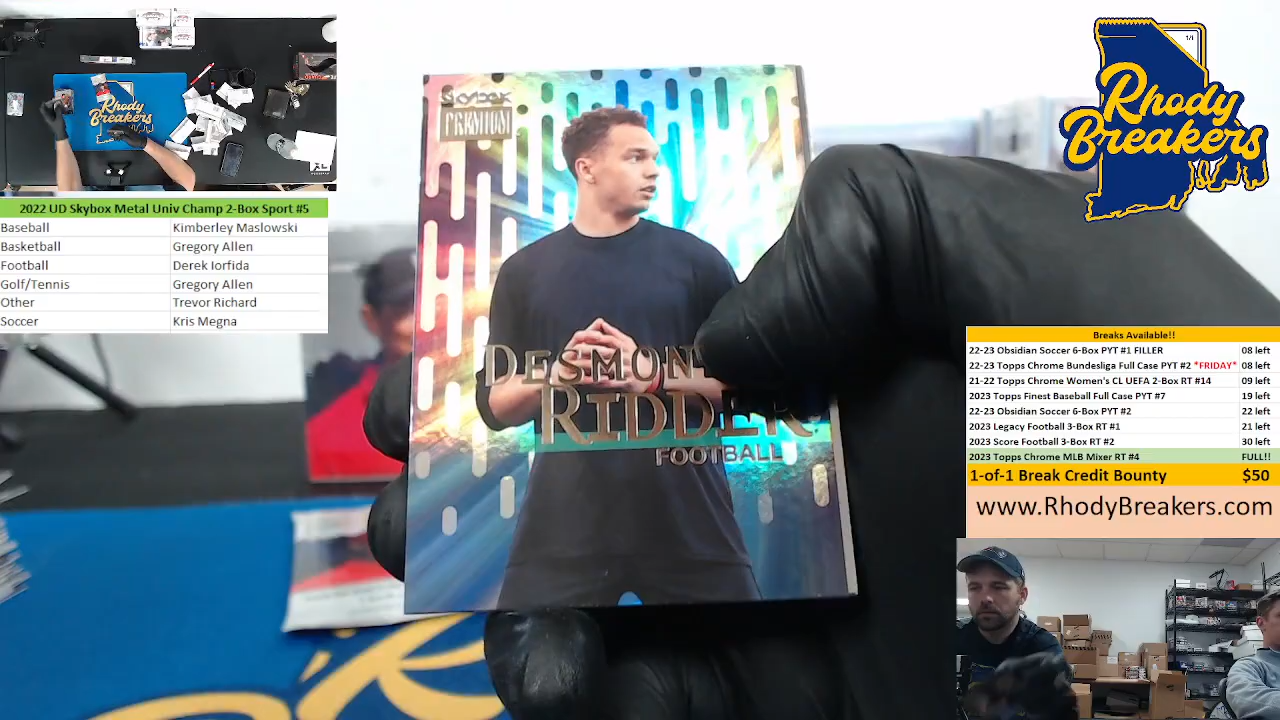 Rhody
Breakers
2022 UD Skybox Metal Univ Champ 2-Box Sport #5
Baseball Kimberley Maslowski
Basketball Gregory Allen
Football Derek Iorfida
Golf/Tennis Gregory Allen
Other Trevor Richard
Soccer Kris Megna
Skybox
PREMIUM
DESMON
RIDDER
FOOTBALL
1/1
Rhody
Breakers
Breaks Available!!
22-23 Obsidian Soccer 6-Box PYT #1 FILLER 08 left
22-23 Topps Chrome Bundesliga Full Case PYT #2 *FRIDAY* 08 left
21-22 Topps Chrome Women's CL UEFA 2-Box RT #14 09 left
2023 Topps Finest Baseball Full Case PYT #7 19 left
22-23 Obsidian Soccer 6-Box PYT #2 22 left
2023 Legacy Football 3-Box RT #1 21 left
2023 Score Football 3-Box RT #2 30 left
2023 Topps Chrome MLB Mixer RT #4 FULL!!
1-of-1 Break Credit Bounty $50
www.RhodyBreakers.com